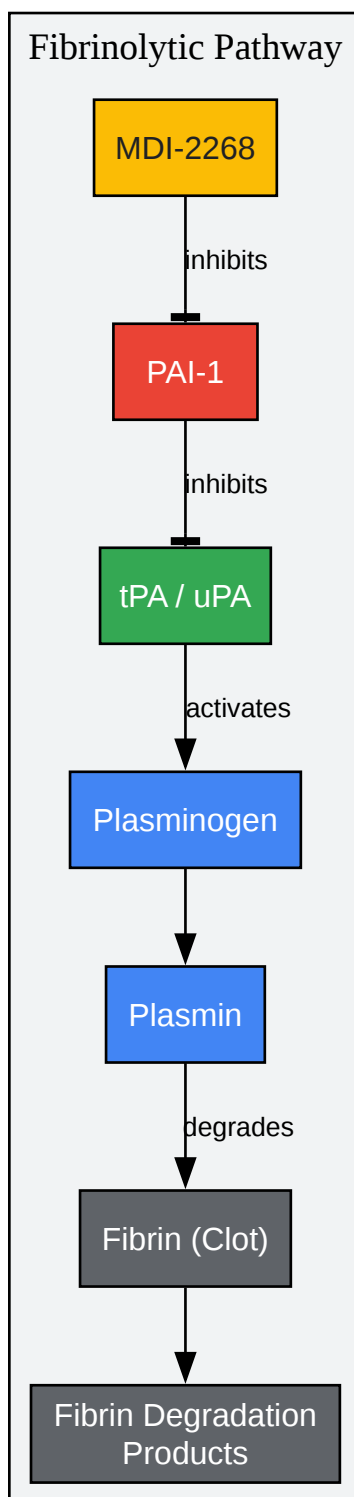 Fibrinolytic Pathway
MDI-2268
inhibits
PAI-1
inhibits
tPA / uPA
activates
Plasminogen
Plasmin
degrades
Fibrin (Clot)
Fibrin Degradation
Products